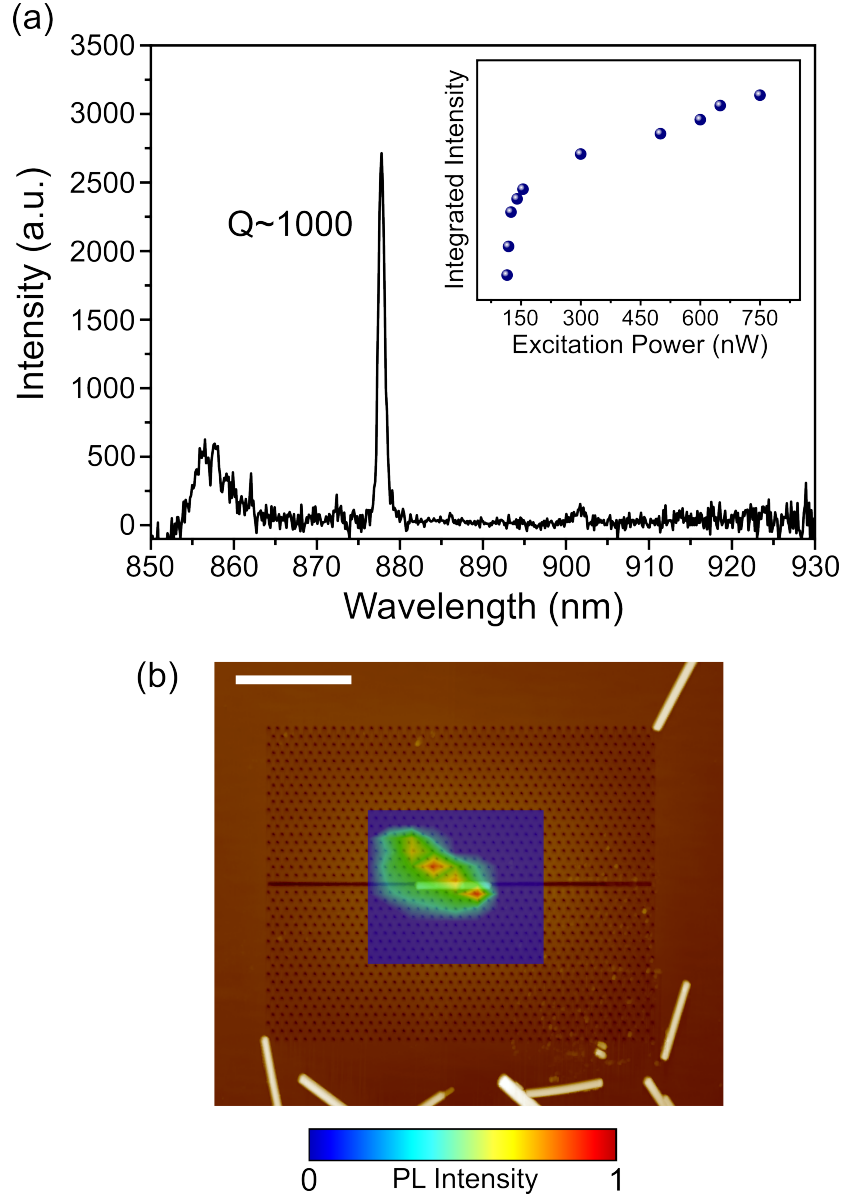 (a)
3500
3000
2500
2000
1500
1000
500
0
Intensity (a.u.)
Q~1000
850 860 870 880 890 900 910 920 930
Wavelength (nm)
Integrated Intensity
150 300 450 600 750
Excitation Power (nW)
(b)
0 PL Intensity 1